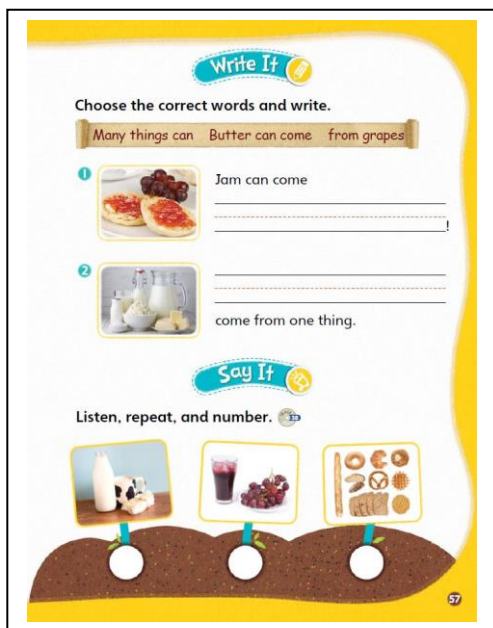 Write It
Choose the correct words and write.
Many things can Butter can come from grapes
1
Jam can come
!
2
come from one thing.
Say It
Listen, repeat, and number.
57